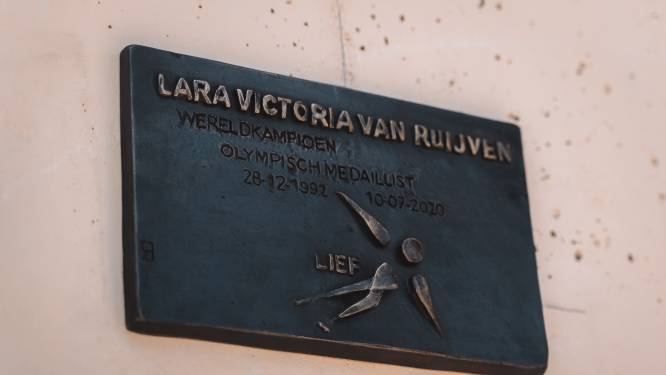 LARA VICTORIA VAN RUIJVEN
WERELDKAMPIOEN
OLYMPISCH MEDAILLIST
28-12-1992 10-07-2020
LIEF